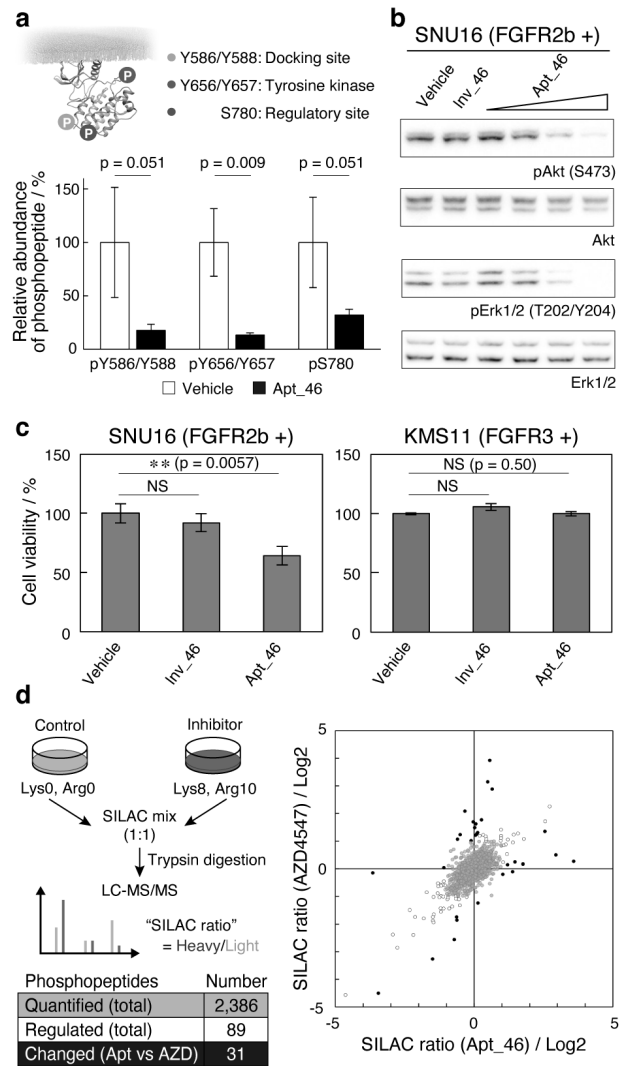 a
Y586/Y588: Docking site
Y656/Y657: Tyrosine kinase
S780: Regulatory site
P
P
P
p = 0.051
p = 0.009
p = 0.051
Relative abundance
of phosphopeptide / %
150
100
50
0
pY586/Y588
pY656/Y657
pS780
Vehicle
Apt_46
b
SNU16 (FGFR2b +)
Vehicle
Inv_46
Apt_46
pAkt (S473)
Akt
pErk1/2 (T202/Y204)
Erk1/2
c
SNU16 (FGFR2b +)
Cell viability / %
150
100
50
0
** (p = 0.0057)
NS
Vehicle
Inv_46
Apt_46
KMS11 (FGFR3 +)
150
100
50
0
NS (p = 0.50)
NS
Vehicle
Inv_46
Apt_46
d
Control
Inhibitor
Lys0, Arg0
Lys8, Arg10
SILAC mix
(1:1)
Trypsin digestion
LC-MS/MS
“SILAC ratio”
= Heavy/Light
Phosphopeptides Number
Quantified (total) 2,386
Regulated (total) 89
Changed (Apt vs AZD) 31
SILAC ratio (AZD4547) / Log2
5
0
-5
-5
0
5
SILAC ratio (Apt_46) / Log2